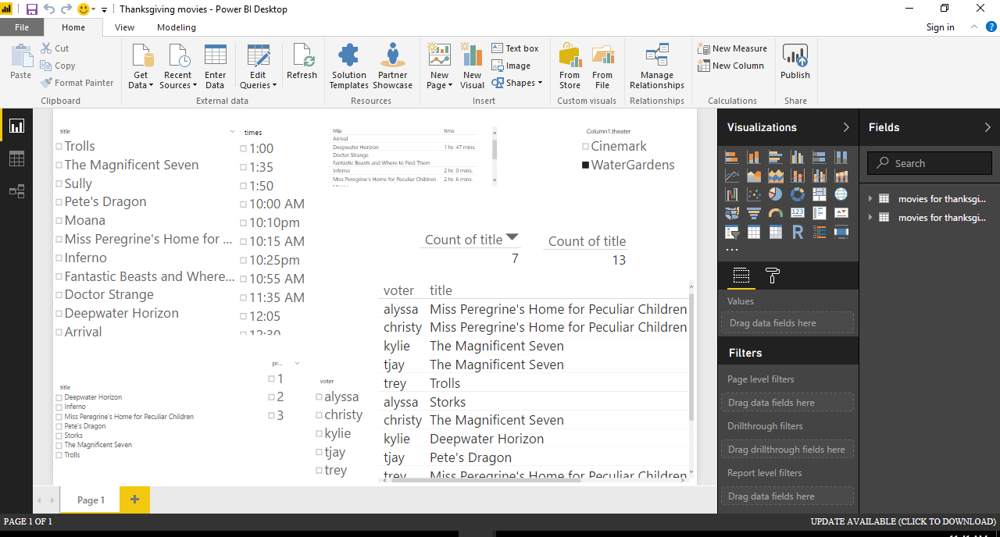 Thanksgiving movies - Power BI Desktop
File Home View Modeling Sign in
Paste
Cut
Copy
Format Painter
Clipboard
Get Data
Recent Sources
Enter Data
Edit Queries
Refresh
External data
Solution Templates
Partner Showcase
Resources
New Page
New Visual
Text box
Image
Shapes
Insert
From Store
From File
Custom visuals
Manage Relationships
Relationships
New Measure
New Column
Calculations
Publish
Share
title
Trolls
The Magnificent Seven
Sully
Pete's Dragon
Moana
Miss Peregrine's Home for ...
Inferno
Fantastic Beasts and Where...
Doctor Strange
Deepwater Horizon
Arrival
times
1:00
1:35
1:50
10:00 AM
10:10pm
10:15 AM
10:25pm
10:55 AM
11:35 AM
12:05
12:30
title time
Arrival
Deepwater Horizon 1 hr. 47 mins.
Doctor Strange
Fantastic Beasts and Where to Find Them
Inferno 2 hr. 0 mins.
Miss Peregrine's Home for Peculiar Children 2 hr. 6 mins.
Column1.theater
Cinemark
WaterGardens
Count of title
7
Count of title
13
voter title
alyssa Miss Peregrine's Home for Peculiar Children
christy Miss Peregrine's Home for Peculiar Children
kylie The Magnificent Seven
tjay The Magnificent Seven
trey Trolls
alyssa Storks
christy The Magnificent Seven
kylie Deepwater Horizon
tjay Pete's Dragon
trey Miss Peregrine's Home for Peculiar Children
title
Deepwater Horizon
Inferno
Miss Peregrine's Home for Peculiar Children
Pete's Dragon
Storks
The Magnificent Seven
Trolls
pr...
1
2
3
voter
alyssa
christy
kylie
tjay
trey
Visualizations
123
R
...
Values
Drag data fields here
Filters
Page level filters
Drag data fields here
Drillthrough filters
Drag drillthrough fields here
Report level filters
Drag data fields here
Fields
Search
movies for thanksgi...
movies for thanksgi...
Page 1
PAGE 1 OF 1
UPDATE AVAILABLE (CLICK TO DOWNLOAD)